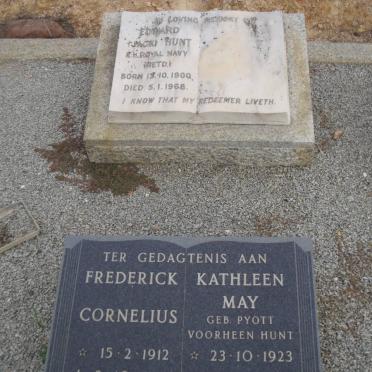 IN LOVING MEMORY OF
EDWARD
(JACK) HUNT
ROYAL NAVY
(RETD.)
BORN 13.10.1900
DIED 5.1.1968.
I KNOW THAT MY REDEEMER LIVETH.
TER GEDAGTENIS AAN
FREDERICK
CORNELIUS
☆ 15·2·1912
KATHLEEN
MAY
GEB. PYOTT
VOORHEEN HUNT
☆ 23·10·1923